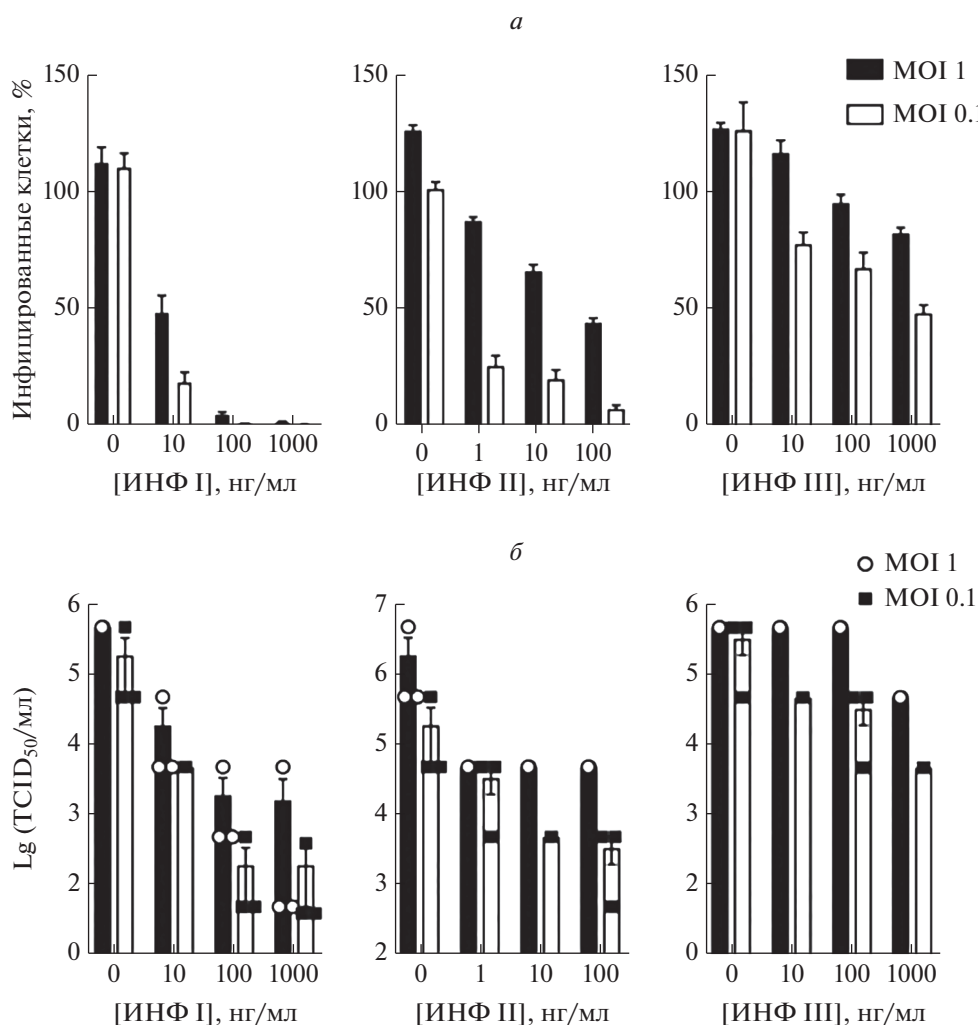 а
Инфицированные клетки, %
150
100
50
0
0 10 100 1000
[ИНФ I], нг/мл
150
100
50
0
0 1 10 100
[ИНФ II], нг/мл
150
100
50
0
0 10 100 1000
[ИНФ III], нг/мл
MOI 1
MOI 0.1
б
Lg (TCID50/мл)
6
5
4
3
2
0
0 10 100 1000
[ИНФ I], нг/мл
7
6
5
4
3
2
0 1 10 100
[ИНФ II], нг/мл
6
5
4
3
2
0
0 10 100 1000
[ИНФ III], нг/мл
MOI 1
MOI 0.1